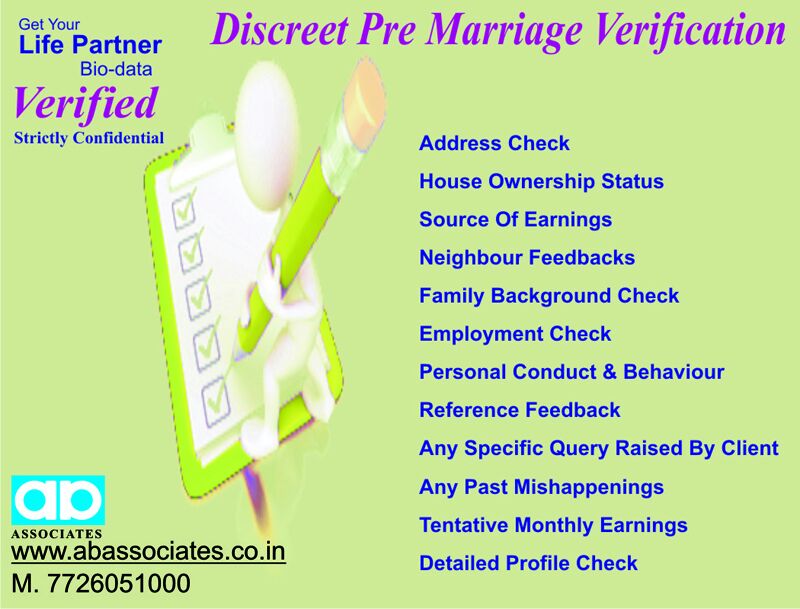 Get Your
Life Partner
Bio-data
Verified
Strictly Confidential
Discreet Pre Marriage Verification
Address Check
House Ownership Status
Source Of Earnings
Neighbour Feedbacks
Family Background Check
Employment Check
Personal Conduct & Behaviour
Reference Feedback
Any Specific Query Raised By Client
Any Past Mishappenings
Tentative Monthly Earnings
Detailed Profile Check
ab
ASSOCIATES
www.abassociates.co.in
M. 7726051000